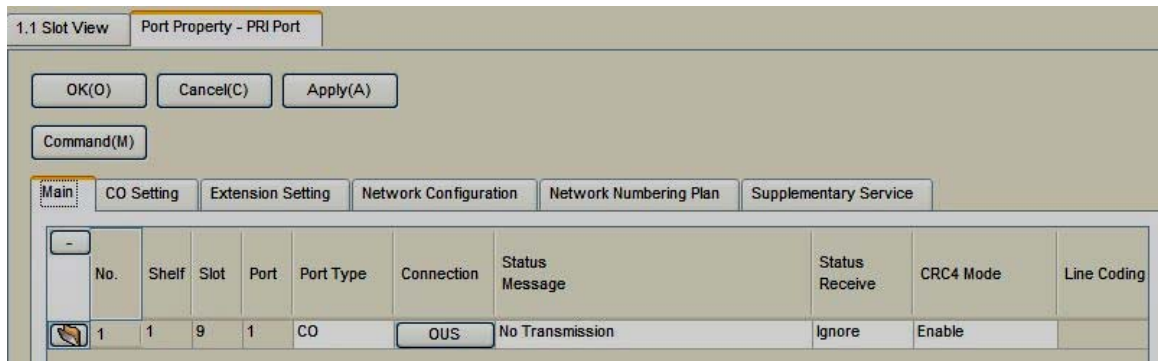 1.1 Slot View Port Property - PRI Port
OK(O) Cancel(C) Apply(A)
Command(M)
Main CO Setting Extension Setting Network Configuration Network Numbering Plan Supplementary Service
- No. Shelf Slot Port Port Type Connection Status Message Status Receive CRC4 Mode Line Coding
1 1 9 1 CO OUS No Transmission Ignore Enable